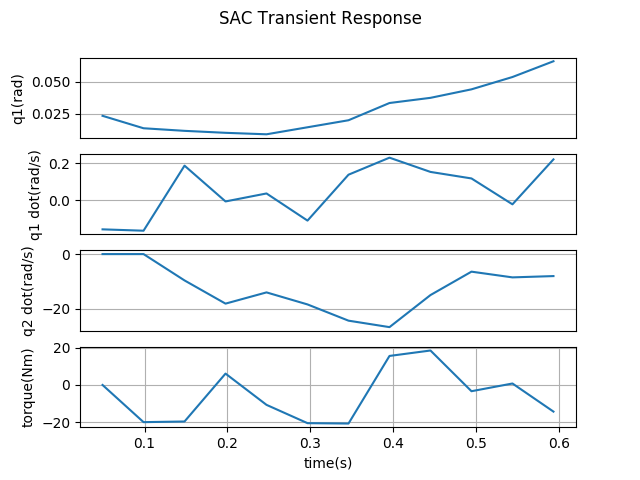 SAC Transient Response
q1(rad)
0.050
0.025
q1 dot(rad/s)
0.2
0.0
q2 dot(rad/s)
0
−20
torque(Nm)
20
0
−20
0.1 0.2 0.3 0.4 0.5 0.6
time(s)